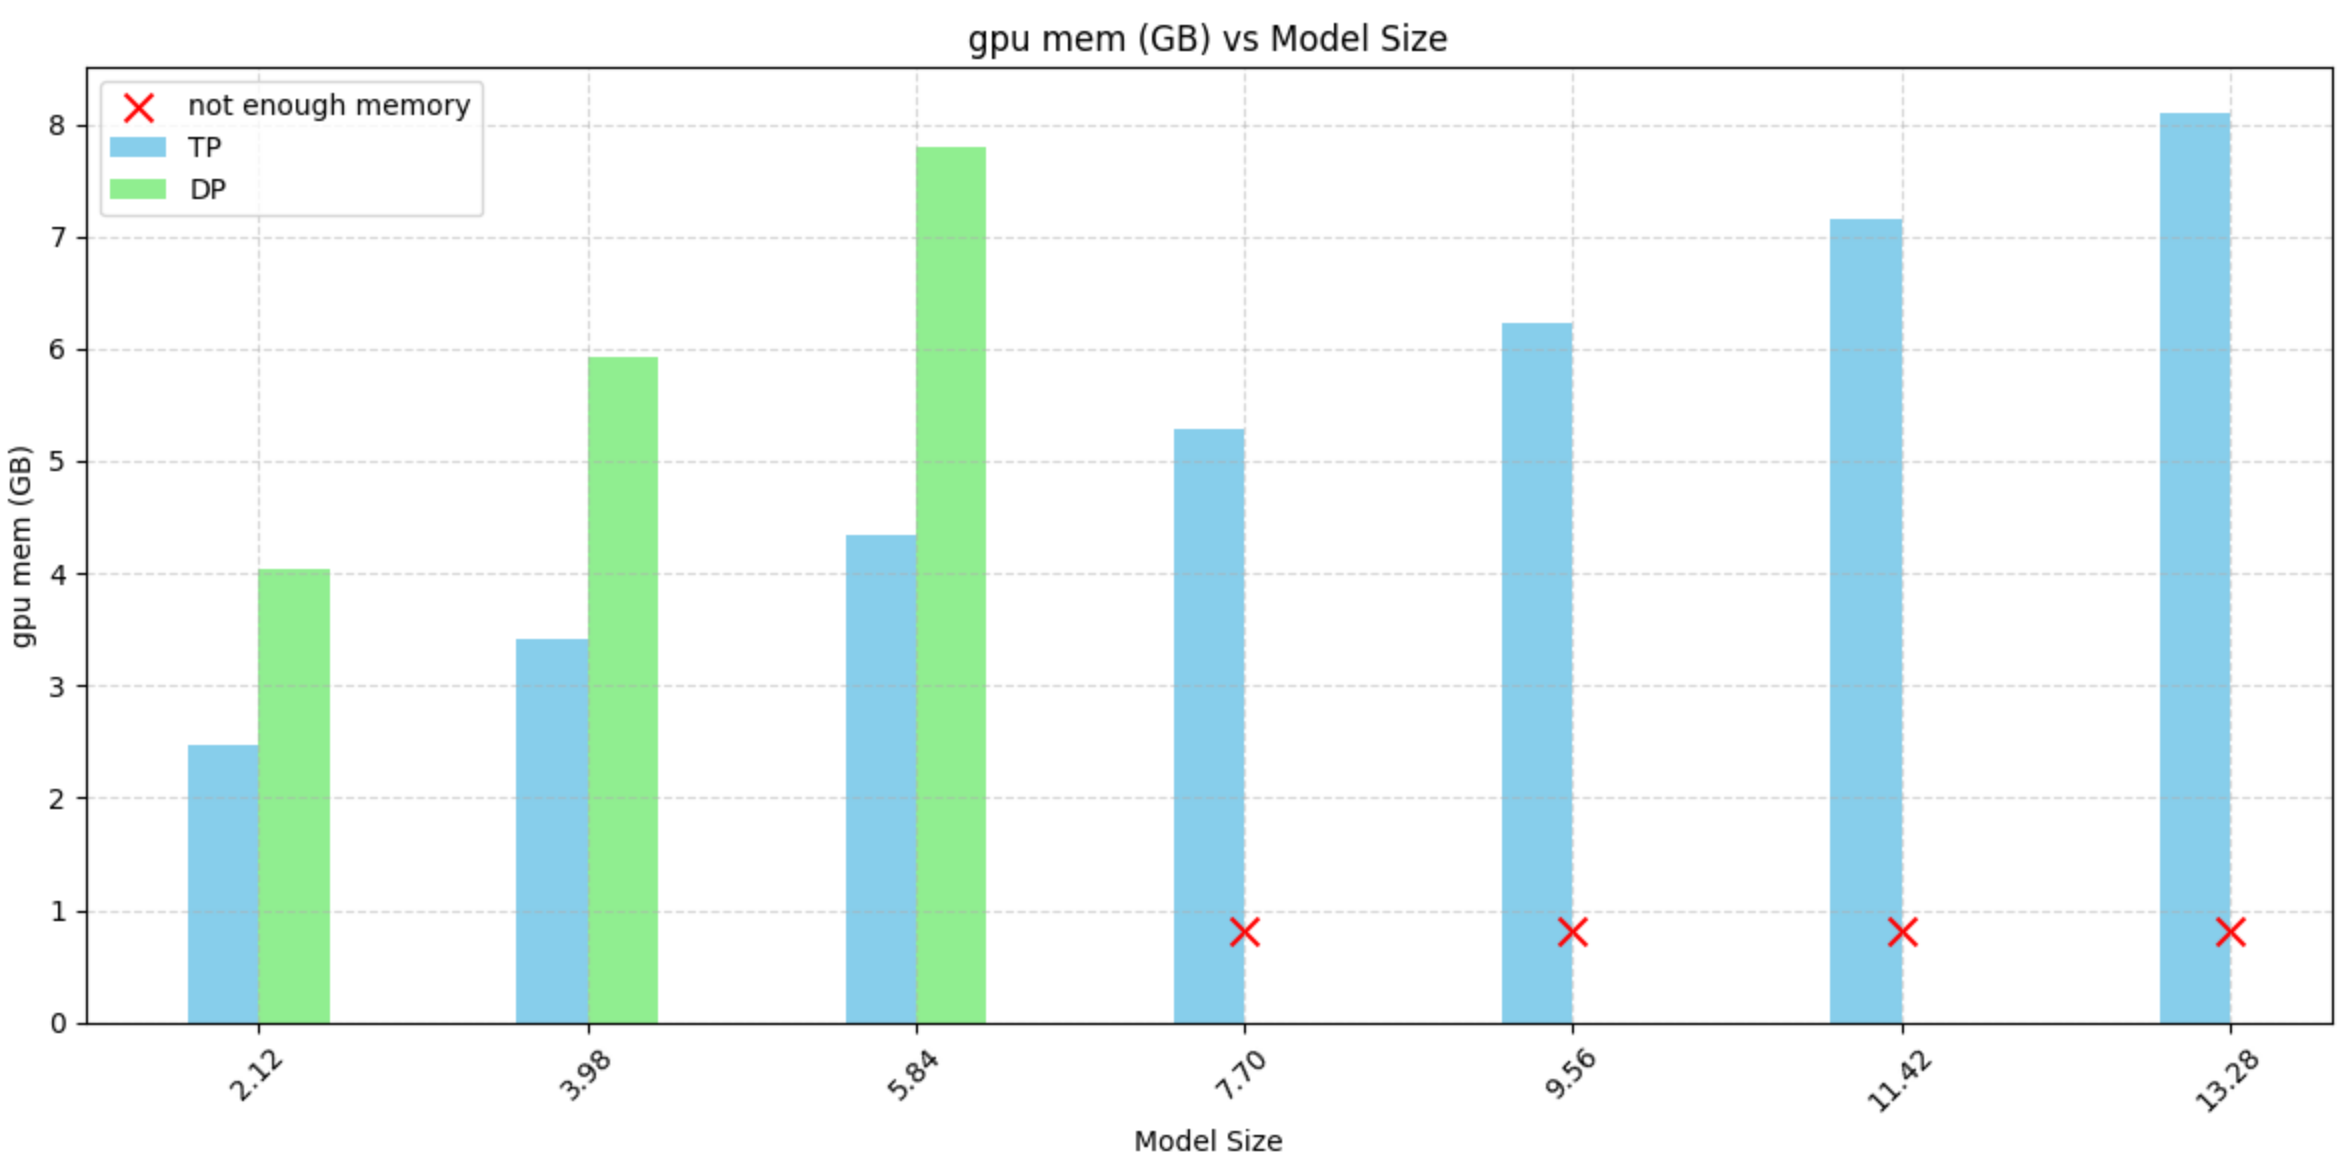 gpu mem (GB) vs Model Size
not enough memory
TP
DP
gpu mem (GB)
8
7
6
5
4
3
2
1
0
2.12
3.98
5.84
7.70
9.56
11.42
13.28
Model Size